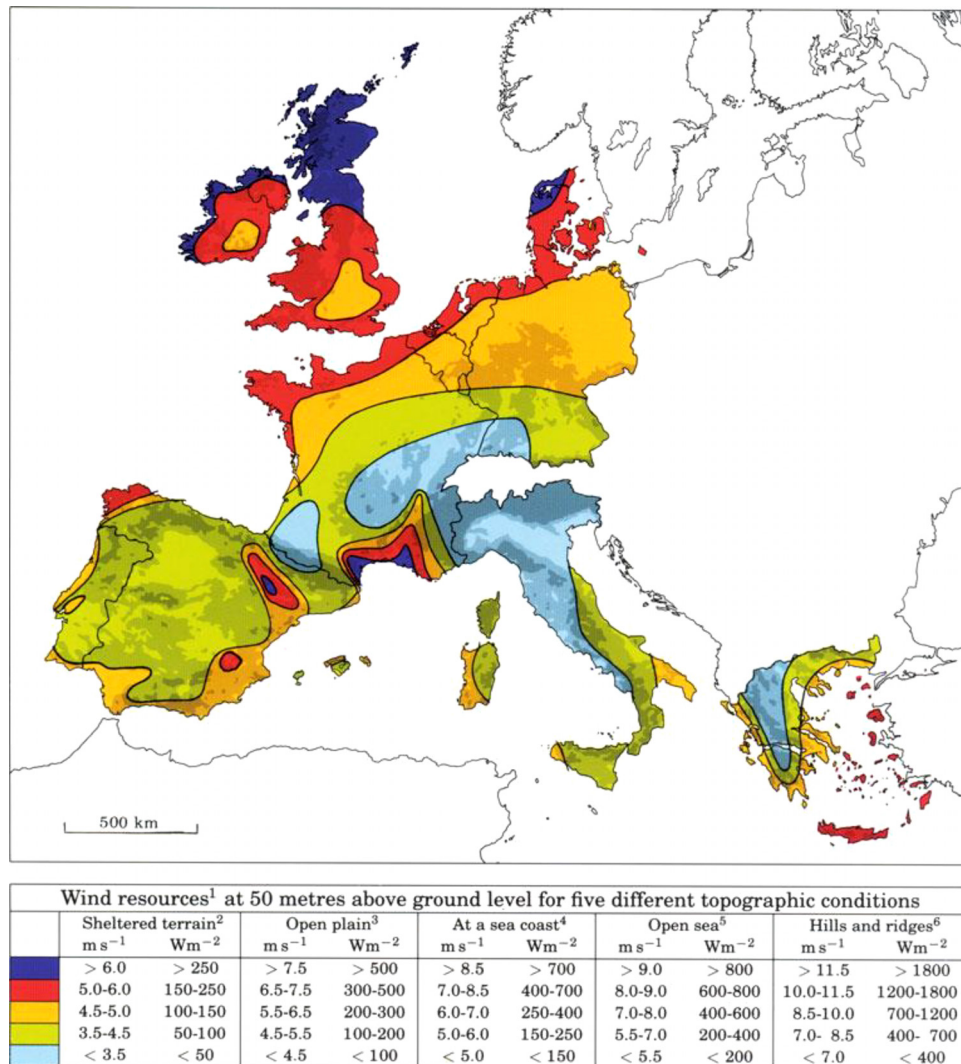 500 km
Wind resources¹ at 50 metres above ground level for five different topographic conditions
Sheltered terrain² Open plain³ At a sea coast⁴ Open sea⁵ Hills and ridges⁶
m s⁻¹ Wm⁻² m s⁻¹ Wm⁻² m s⁻¹ Wm⁻² m s⁻¹ Wm⁻² m s⁻¹ Wm⁻²
> 6.0 > 250 > 7.5 > 500 > 8.5 > 700 > 9.0 > 800 > 11.5 > 1800
5.0-6.0 150-250 6.5-7.5 300-500 7.0-8.5 400-700 8.0-9.0 600-800 10.0-11.5 1200-1800
4.5-5.0 100-150 5.5-6.5 200-300 6.0-7.0 250-400 7.0-8.0 400-600 8.5-10.0 700-1200
3.5-4.5 50-100 4.5-5.5 100-200 5.0-6.0 150-250 5.5-7.0 200-400 7.0- 8.5 400- 700
< 3.5 < 50 < 4.5 < 100 < 5.0 < 150 < 5.5 < 200 < 7.0 < 400